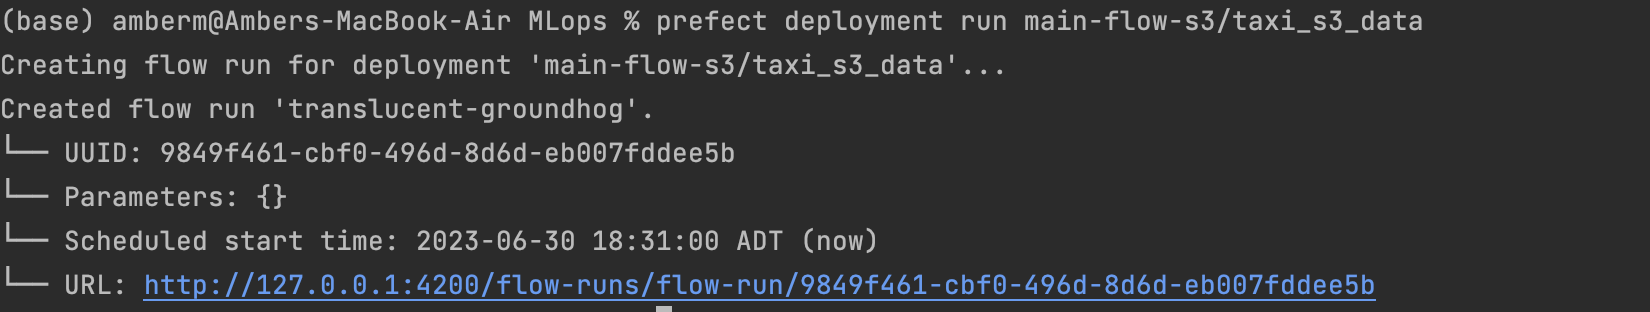 (base) amberm@Ambers-MacBook-Air MLops % prefect deployment run main-flow-s3/taxi_s3_data
Creating flow run for deployment 'main-flow-s3/taxi_s3_data'...
Created flow run 'translucent-groundhog'.
└── UUID: 9849f461-cbf0-496d-8d6d-eb007fddee5b
└── Parameters: {}
└── Scheduled start time: 2023-06-30 18:31:00 ADT (now)
└── URL: http://127.0.0.1:4200/flow-runs/flow-run/9849f461-cbf0-496d-8d6d-eb007fddee5b